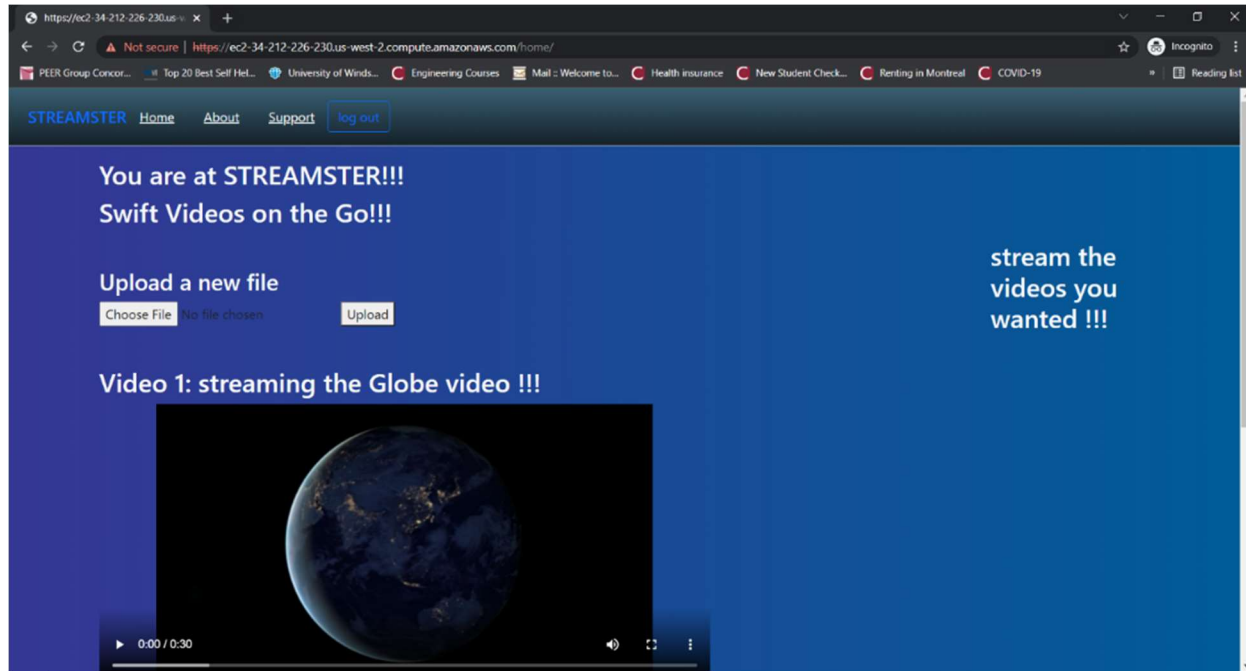 https://ec2-34-212-226-230.us-w
Not secure | https://ec2-34-212-226-230.us-west-2.compute.amazonaws.com/home/
Incognito
PEER Group Concor... Top 20 Best Self Hel... University of Winds... Engineering Courses Mail :: Welcome to... Health insurance New Student Check... Renting in Montreal COVID-19 » Reading list
STREAMSTER Home About Support log out
You are at STREAMSTER!!!
Swift Videos on the Go!!!
stream the
videos you
wanted !!!
Upload a new file
Choose File No file chosen Upload
Video 1: streaming the Globe video !!!
0:00 / 0:30